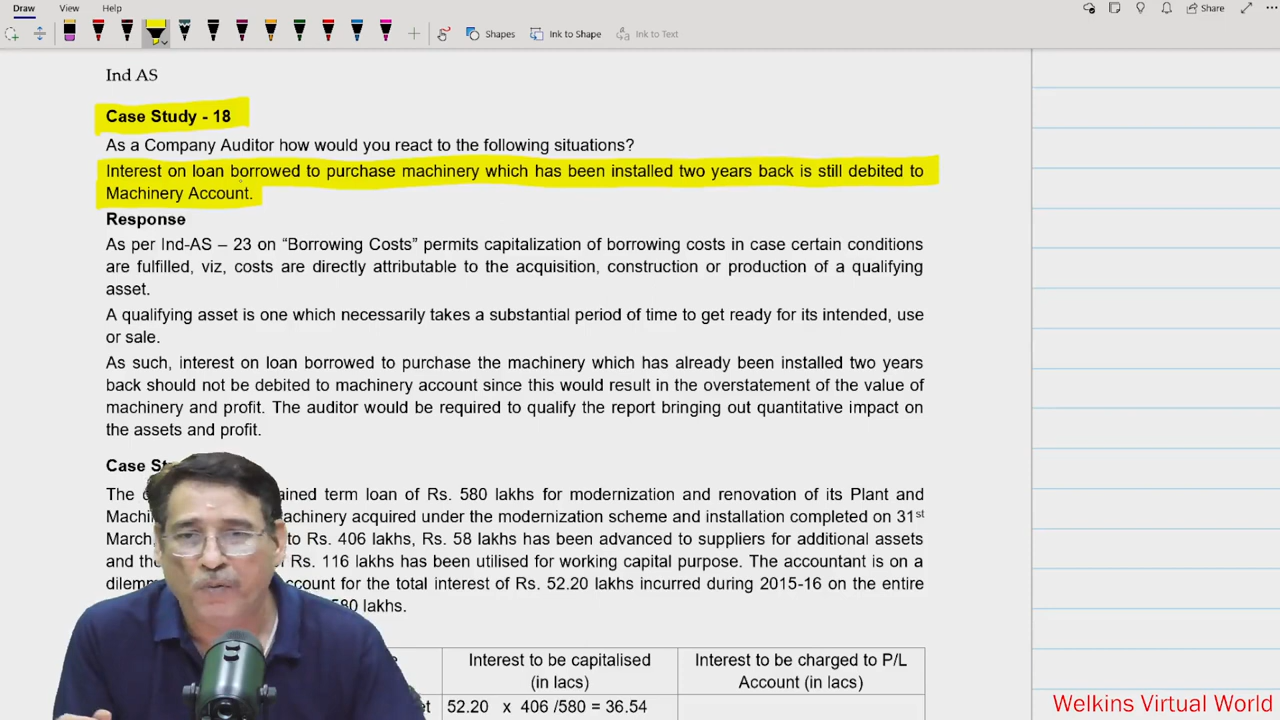 Draw View Help
Share
Shapes Ink to Shape Ink to Text
Ind AS
Case Study - 18
As a Company Auditor how would you react to the following situations?
Interest on loan borrowed to purchase machinery which has been installed two years back is still debited to
Machinery Account.
Response
As per Ind-AS – 23 on “Borrowing Costs” permits capitalization of borrowing costs in case certain conditions
are fulfilled, viz, costs are directly attributable to the acquisition, construction or production of a qualifying
asset.
A qualifying asset is one which necessarily takes a substantial period of time to get ready for its intended, use
or sale.
As such, interest on loan borrowed to purchase the machinery which has already been installed two years
back should not be debited to machinery account since this would result in the overstatement of the value of
machinery and profit. The auditor would be required to qualify the report bringing out quantitative impact on
the assets and profit.
Case
The term loan of Rs. 580 lakhs for modernization and renovation of its Plant and
acquired under the modernization scheme and installation completed on 31st
March to Rs. 406 lakhs, Rs. 58 lakhs has been advanced to suppliers for additional assets
and Rs. 116 lakhs has been utilised for working capital purpose. The accountant is on a
for the total interest of Rs. 52.20 lakhs incurred during 2015-16 on the entire
lakhs.
Interest to be capitalised Interest to be charged to P/L
(in lacs) Account (in lacs)
52.20 x 406 /580 = 36.54
Welkins Virtual World